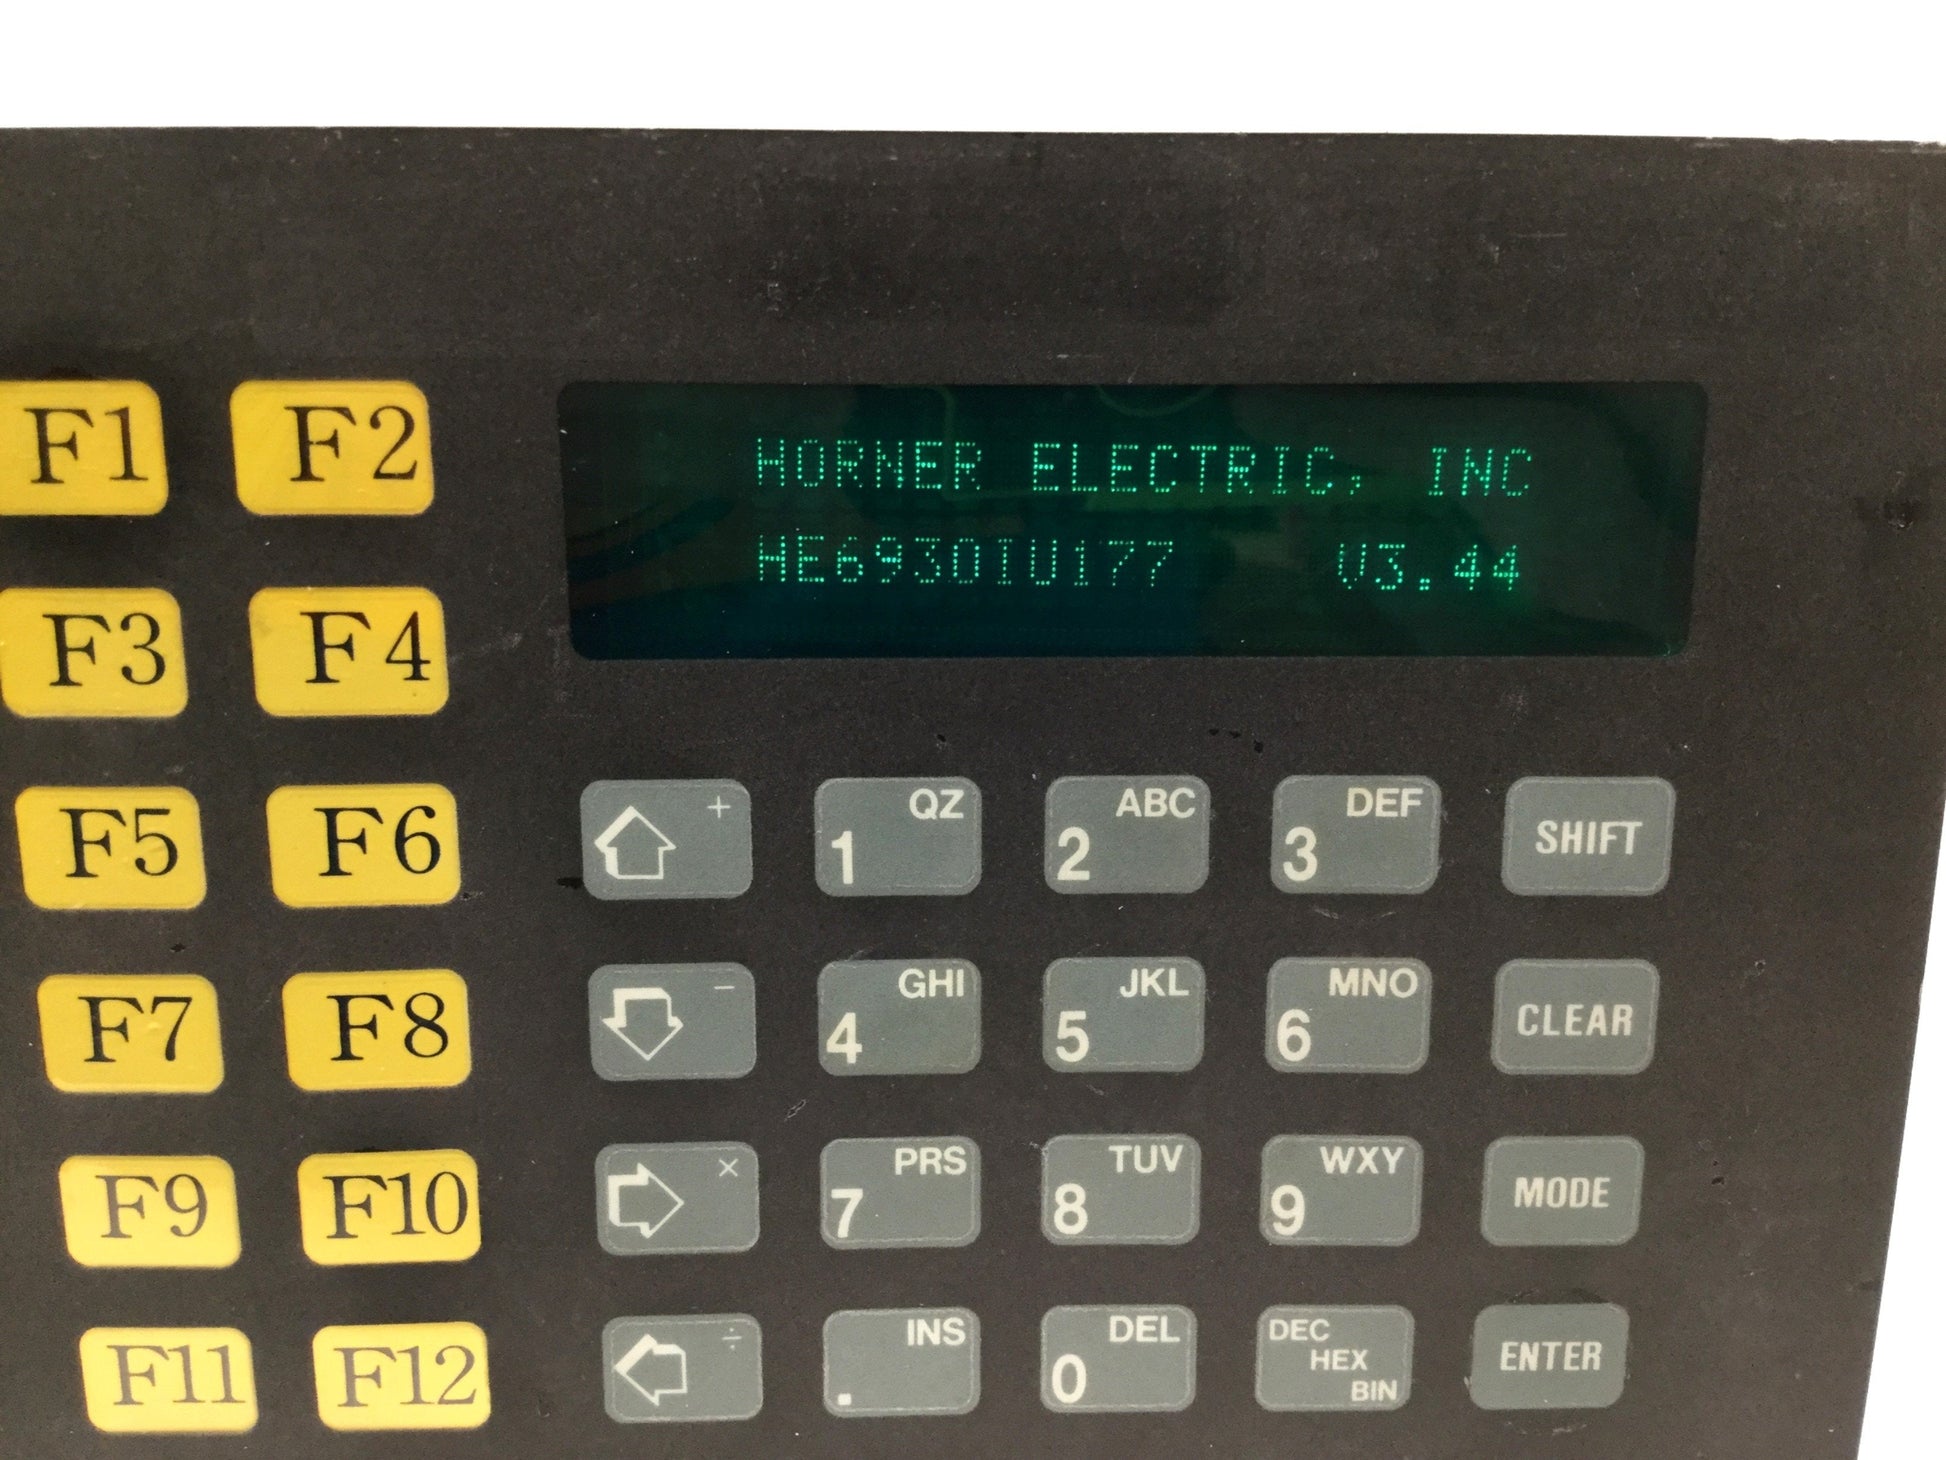 HORNER ELECTRIC, INC
HE6930IU177 V3.44
F1 F2
F3 F4
F5 F6
F7 F8
F9 F10
F11 F12
+ 1 QZ 2 ABC 3 DEF SHIFT
- 4 GHI 5 JKL 6 MNO CLEAR
× 7 PRS 8 TUV 9 WXY MODE
÷ . INS 0 DEL DEC HEX BIN ENTER